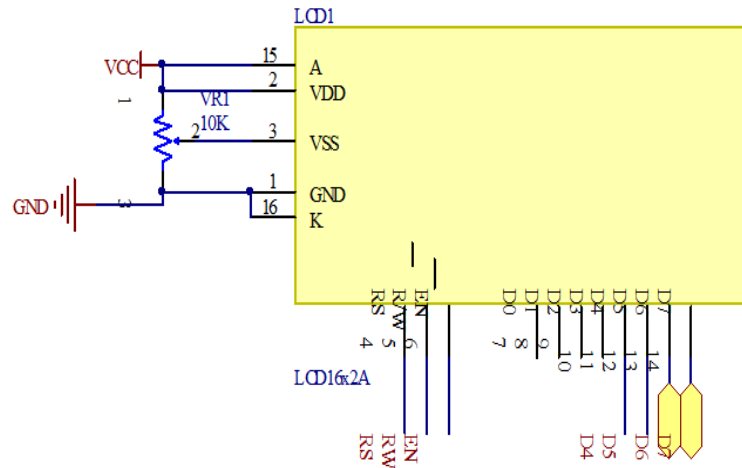 LCD1
VCC
15
A
2
VDD
1
VR1
10K
2
3
VSS
1
GND
16
K
GND
3
RS
R/W
EN
D0
D1
D2
D3
D4
D5
D6
D7
4
5
6
7
8
9
10
11
12
13
14
LCD16x2A
RS
RW
EN
D4
D5
D6
D7